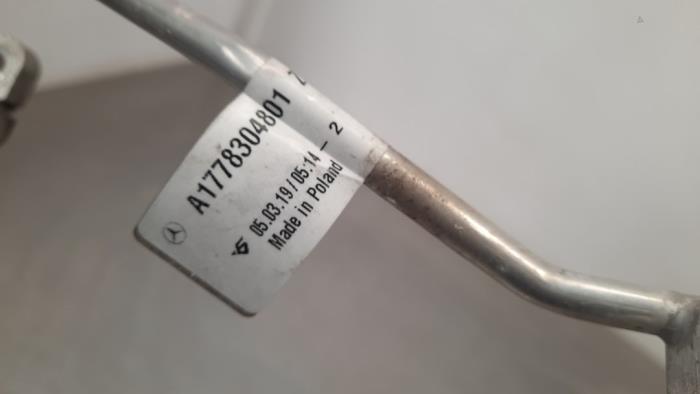 A1778304801 Z
05.03.19/05:14 — 2
Made in Poland